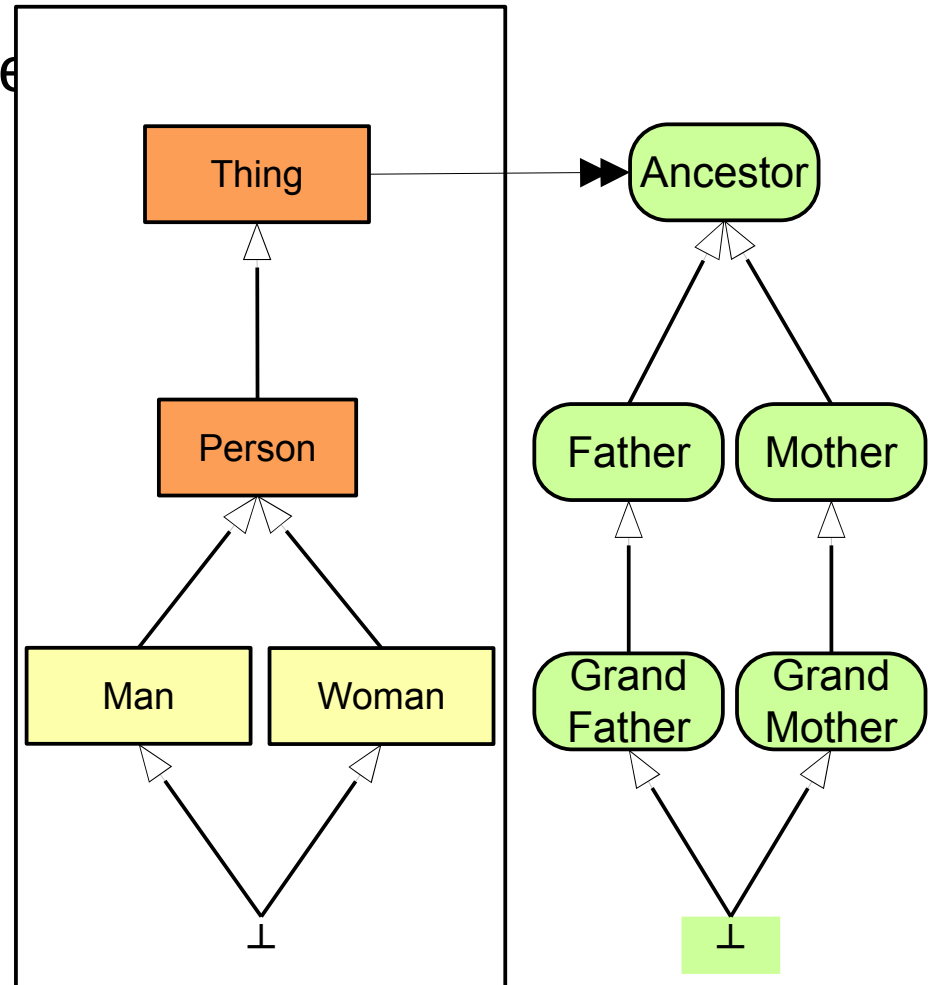 e
Thing
Ancestor
Person
Father
Mother
Man
Woman
Grand
Father
Grand
Mother
⊥
⊥